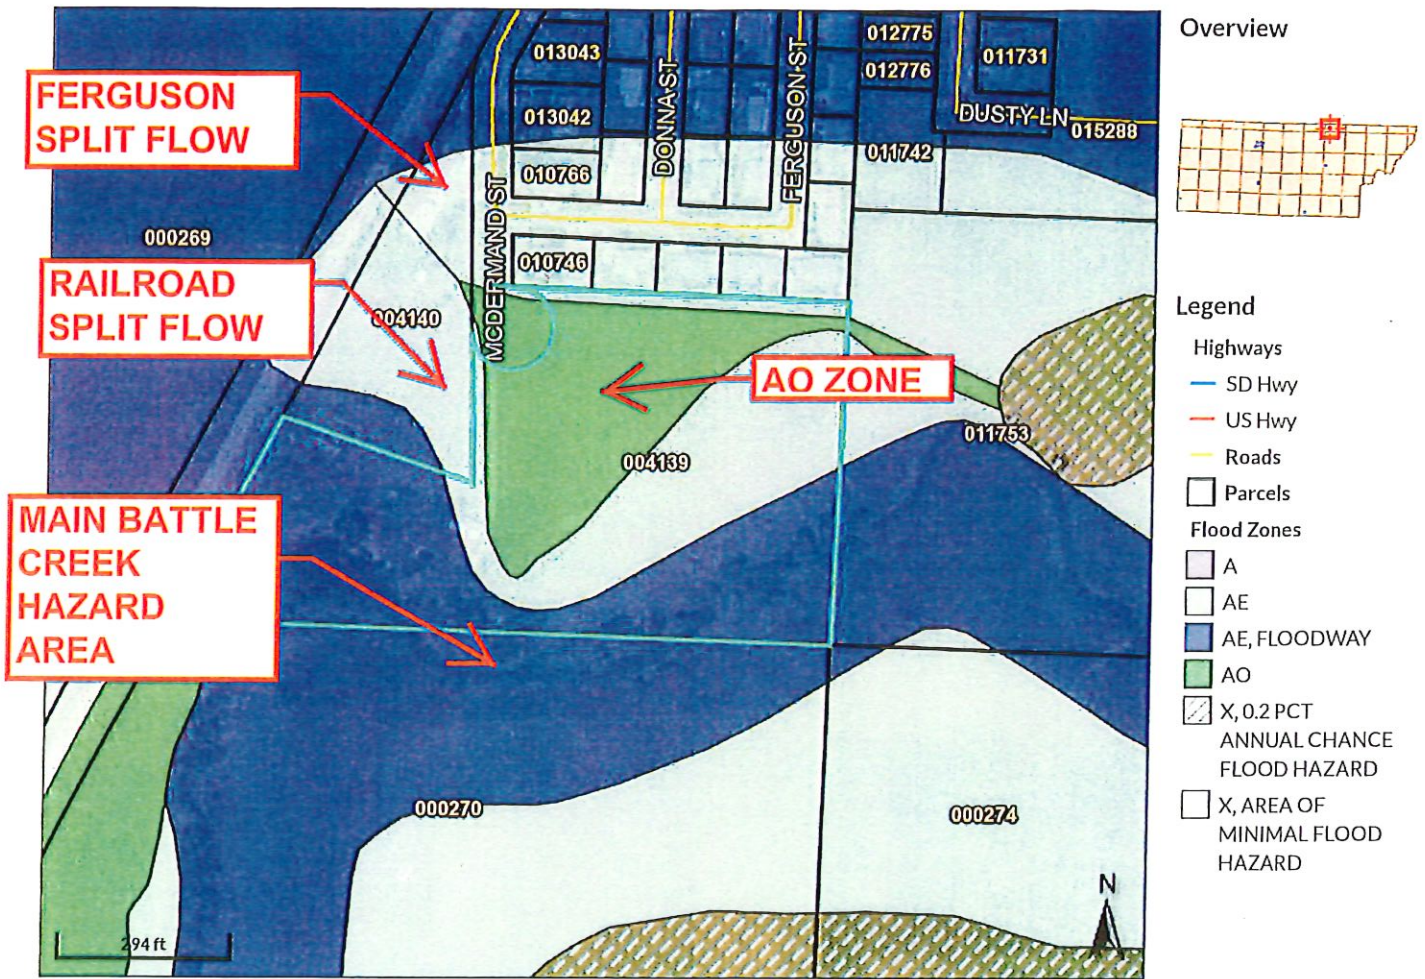 Overview
013043
012775
012776
011731
FERGUSON
SPLIT FLOW
013042
DONNA ST
FERGUSON ST
DUSTY LN
015288
010766
011742
MCDERMAND ST
000269
010746
RAILROAD
SPLIT FLOW
004140
AO ZONE
011753
004139
MAIN BATTLE
CREEK
HAZARD
AREA
000270
000274
294 ft
N
Legend
Highways
SD Hwy
US Hwy
Roads
Parcels
Flood Zones
A
AE
AE, FLOODWAY
AO
X, 0.2 PCT
ANNUAL CHANCE
FLOOD HAZARD
X, AREA OF
MINIMAL FLOOD
HAZARD